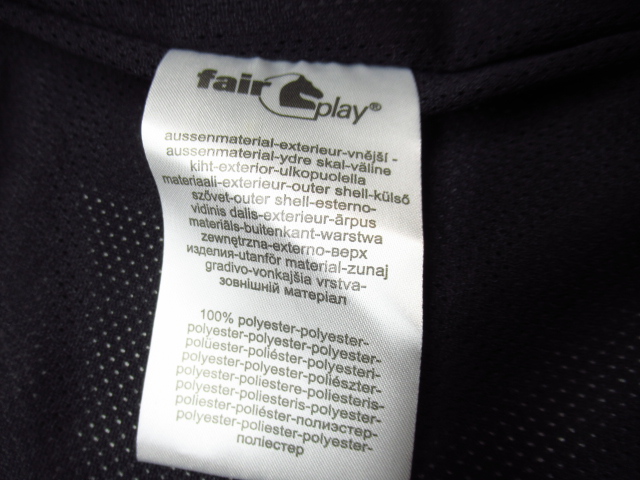 fair play®
aussenmaterial-exterieur-vnější -
aussenmaterial-ydre skal-väline
kiht-exterior-ulkopuolella
materiaali-exterieur-outer shell-külső
szövet-outer shell-esterno-
vidinis dalis-exterieur-ārpus
materiāls-buitenkant-warstwa
zewnętrzna-externo-верх
изделия-utanför material-zunaj
gradivo-vonkajšia vrstva-
зовнішній матеріал
100% polyester-polyester-
polyester-polyester-polyester-
polüester-poliéster-polyesteri-
polyester-polyester-poliészter-
polyester-poliestere-poliesteris-
polyester-poliesteris-polyester-
poliester-poliéster-полиэстер-
polyester-poliester-polyester-
поліестер